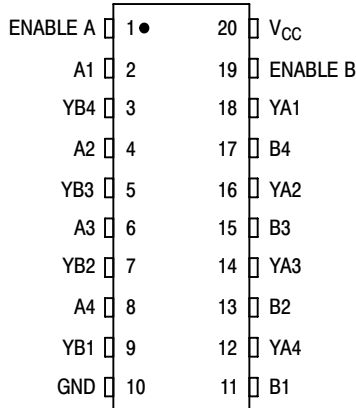 ENABLE A 1 20 VCC
A1 2 19 ENABLE B
YB4 3 18 YA1
A2 4 17 B4
YB3 5 16 YA2
A3 6 15 B3
YB2 7 14 YA3
A4 8 13 B2
YB1 9 12 YA4
GND 10 11 B1